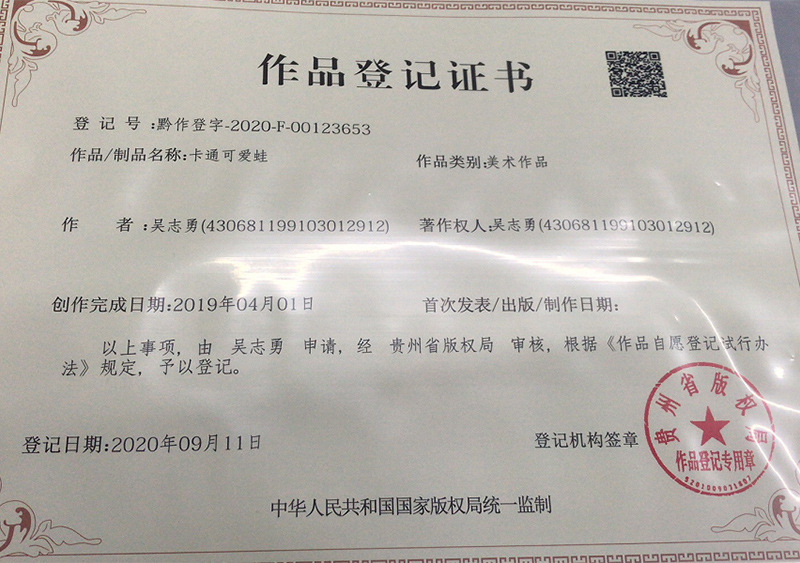 作品登记证书
登 记 号:黔作登字-2020-F-00123653
作品/制品名称:卡通可爱蛙 作品类别:美术作品
作 者:吴志勇(430681199103012912) 著作权人:吴志勇(430681199103012912)
创作完成日期:2019年04月01日 首次发表/出版/制作日期:
以上事项,由 吴志勇 申请,经 贵州省版权局 审核,根据《作品自愿登记试行办
法》规定,予以登记。
登记日期:2020年09月11日 登记机构签章
贵州省版权局
作品登记专用章
中华人民共和国国家版权局统一监制